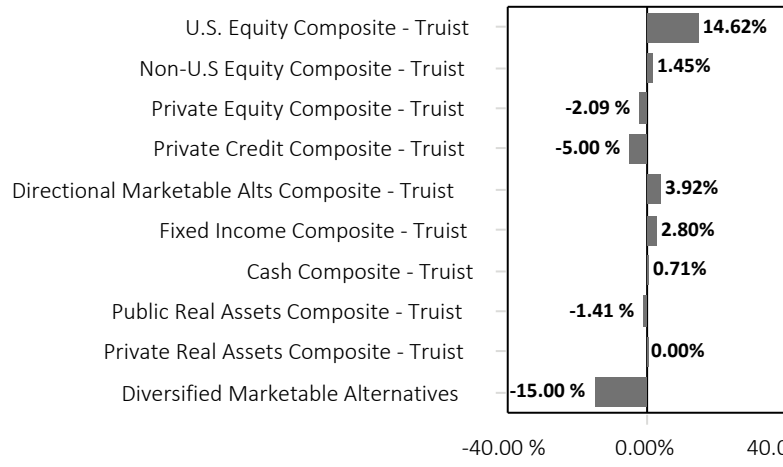 U.S. Equity Composite - Truist 14.62%
Non-U.S Equity Composite - Truist 1.45%
Private Equity Composite - Truist -2.09 %
Private Credit Composite - Truist -5.00 %
Directional Marketable Alts Composite - Truist 3.92%
Fixed Income Composite - Truist 2.80%
Cash Composite - Truist 0.71%
Public Real Assets Composite - Truist -1.41 %
Private Real Assets Composite - Truist 0.00%
Diversified Marketable Alternatives -15.00 %
-40.00 % 0.00% 40.0